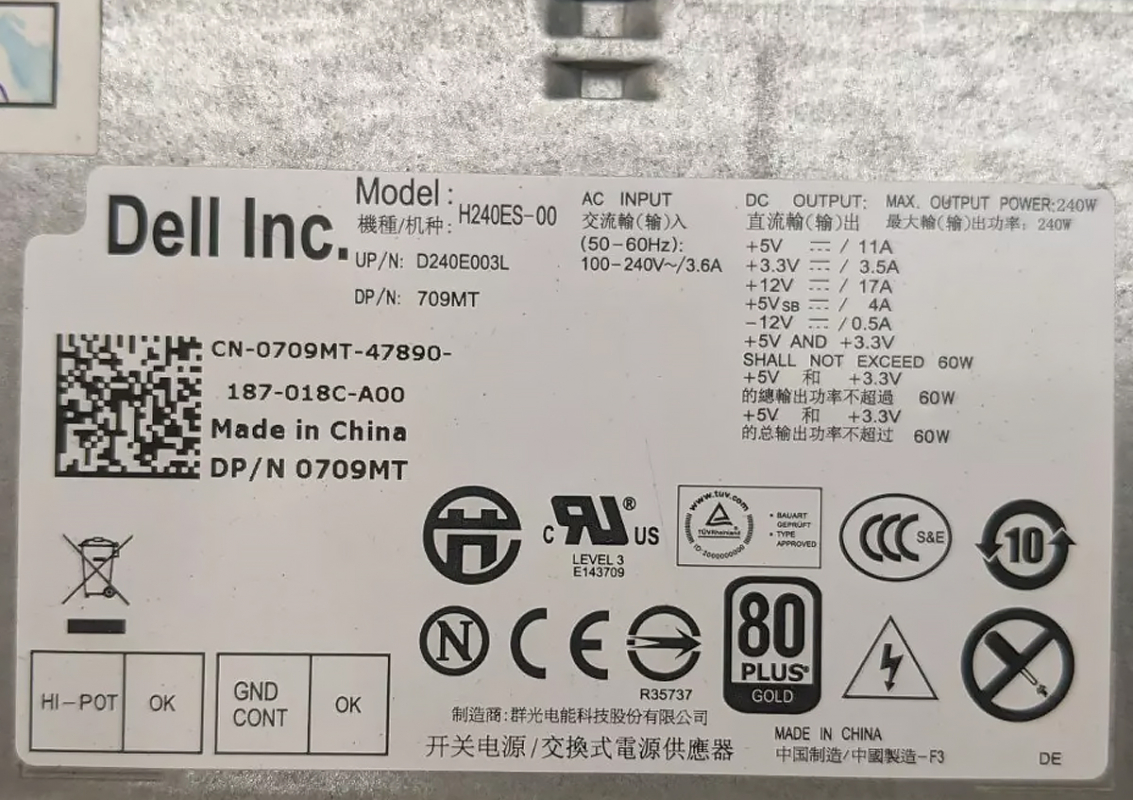 Dell Inc.
Model:
機種/机种: H240ES-00
UP/N: D240E003L
DP/N: 709MT
AC INPUT
交流輸(输)入
(50-60Hz):
100-240V~/3.6A
DC OUTPUT: MAX. OUTPUT POWER:240W
直流輸(输)出 最大輸(输)出功率: 240W
+5V ⎓ / 11A
+3.3V ⎓ / 3.5A
+12V ⎓ / 17A
+5VSB ⎓ / 4A
-12V ⎓ / 0.5A
+5V AND +3.3V
SHALL NOT EXCEED 60W
+5V 和 +3.3V
的總輸出功率不超過 60W
+5V 和 +3.3V
的总输出功率不超过 60W
CN-0709MT-47890-
187-018C-A00
Made in China
DP/N 0709MT
C RU® US
LEVEL 3
E143709
www.tuv.com
TÜVRheinland
ID:2000000000
• BAUART
GEPRÜFT
• TYPE
APPROVED
CCC S&E
10
N
CE
R35737
80
PLUS®
GOLD
HI-POT OK
GND
CONT
OK
制造商:群光电能科技股份有限公司
开关电源/交換式電源供應器
MADE IN CHINA
中国制造/中國製造-F3
DE